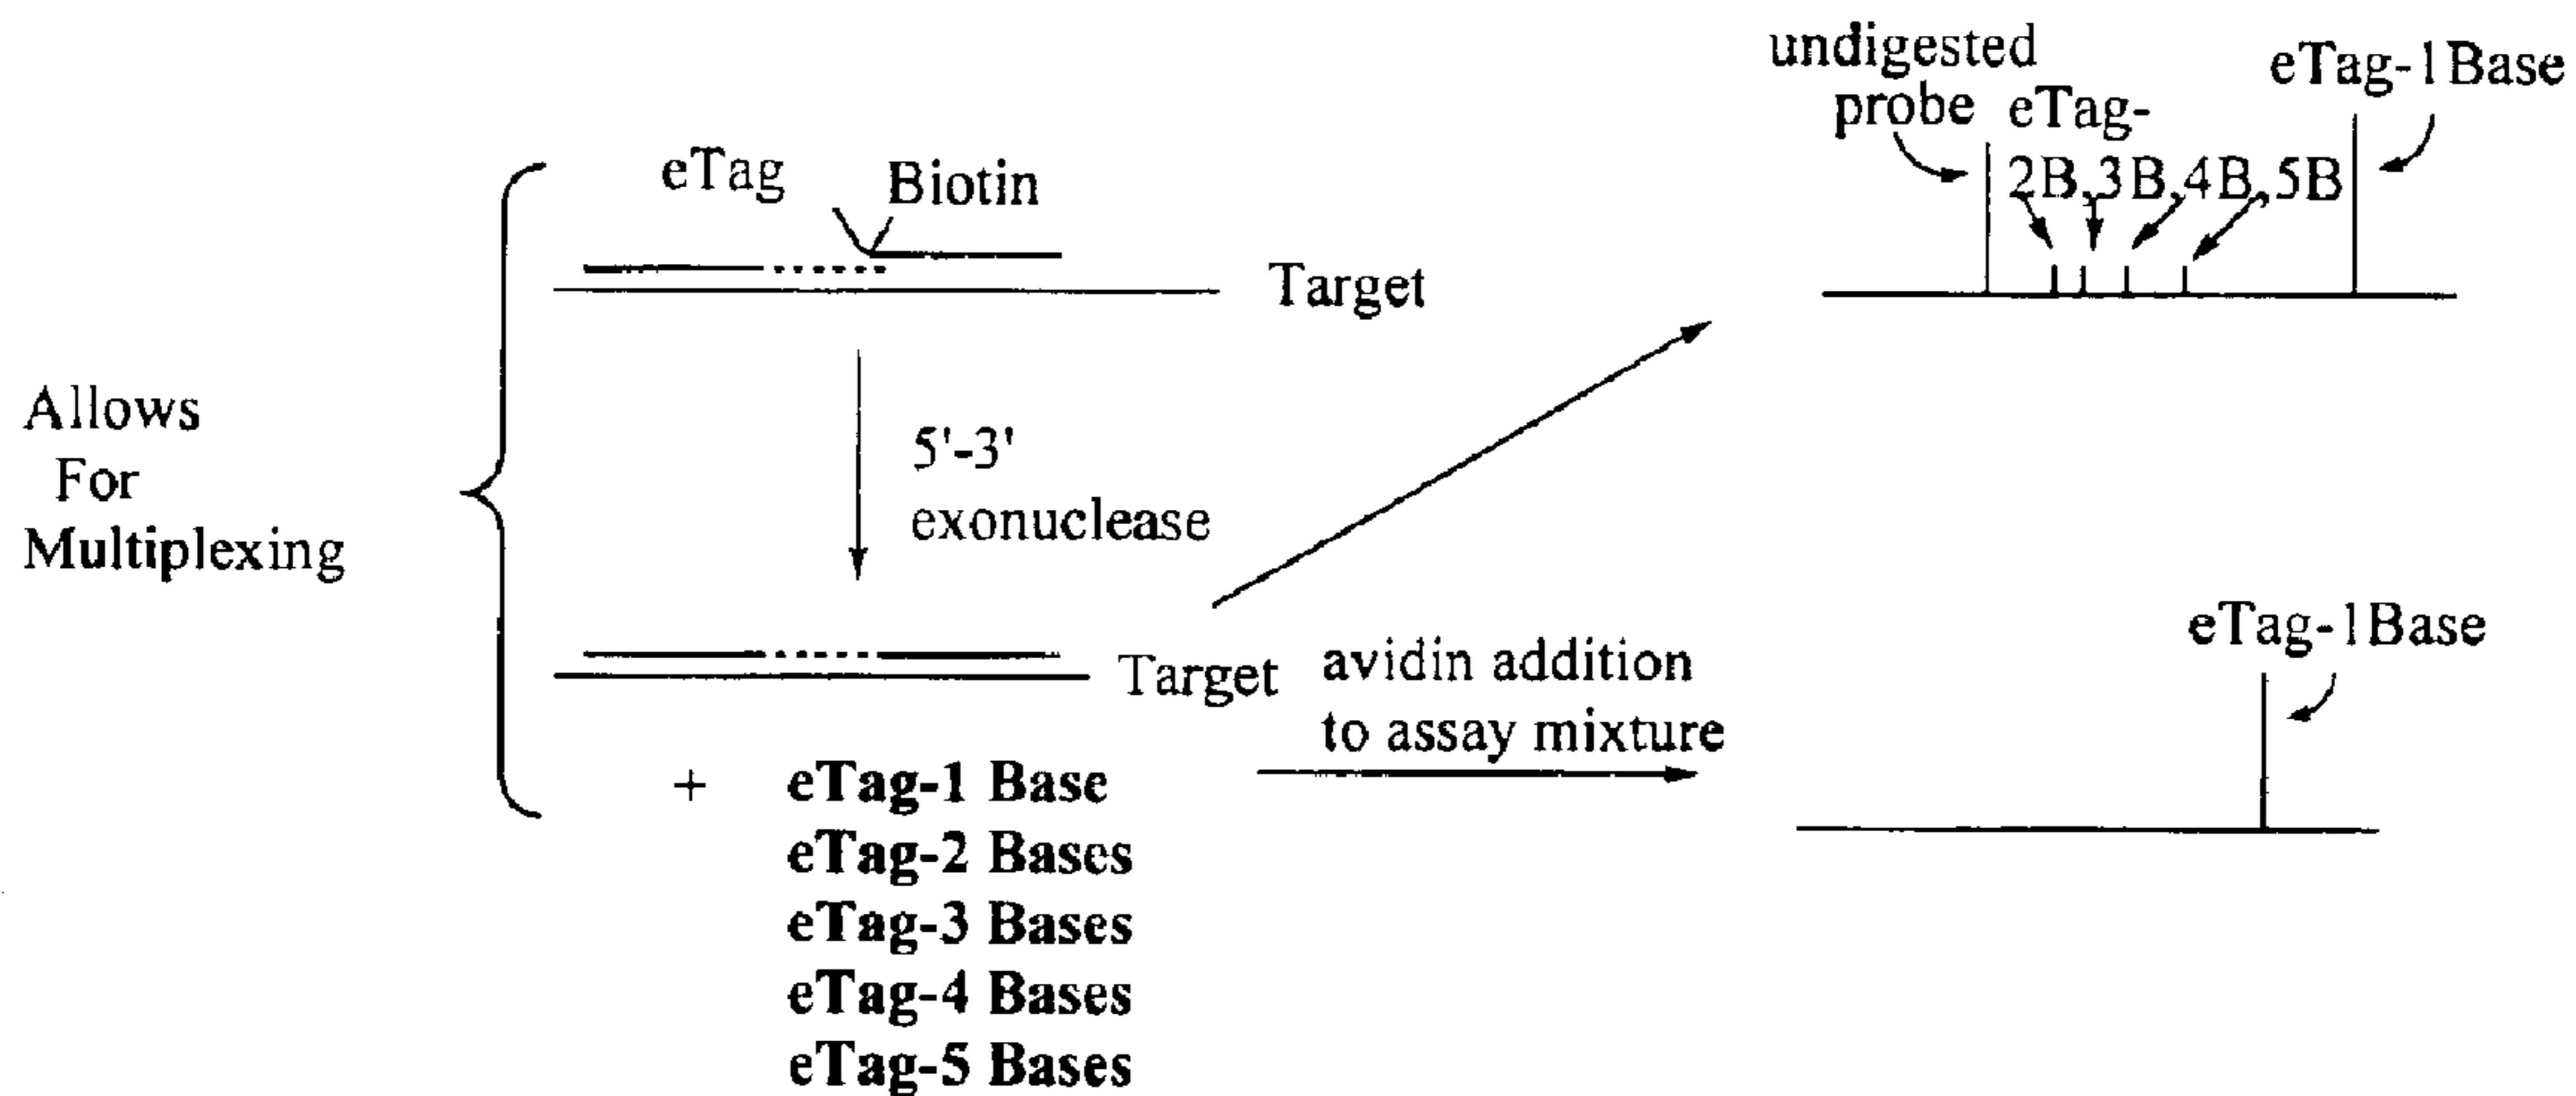 undigested
probe
eTag-
2B,3B,4B,5B
eTag-1Base
eTag
Biotin
Target
Allows
For
Multiplexing
5'-3'
exonuclease
Target
avidin addition
to assay mixture
eTag-1Base
+ eTag-1 Base
eTag-2 Bases
eTag-3 Bases
eTag-4 Bases
eTag-5 Bases